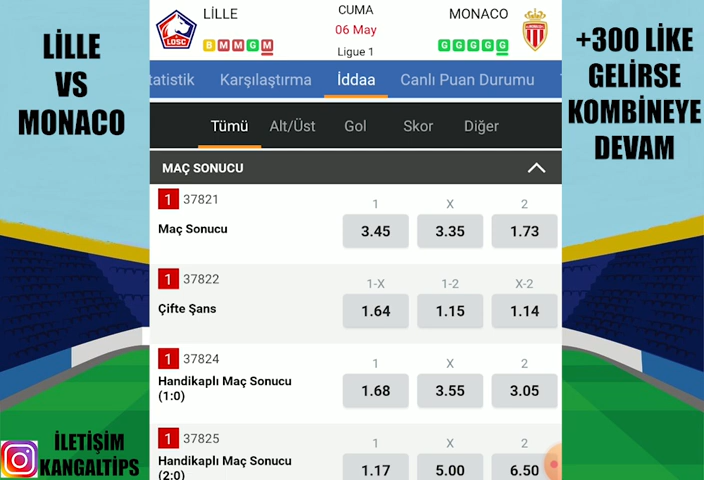 LİLLE
VS
MONACO
LOSC
LİLLE
B M M G M
CUMA
06 May
Ligue 1
MONACO
G G G G G
+300 LİKE
GELİRSE
KOMBİNEYE
DEVAM
tatistik Karşılaştırma İddaa Canlı Puan Durumu
Tümü Alt/Üst Gol Skor Diğer
MAÇ SONUCU
1 37821
1 X 2
Maç Sonucu
3.45 3.35 1.73
1 37822
1-X 1-2 X-2
Çifte Şans
1.64 1.15 1.14
1 37824
1 X 2
Handikaplı Maç Sonucu
(1:0)
1.68 3.55 3.05
1 37825
1 X 2
Handikaplı Maç Sonucu
(2:0)
1.17 5.00 6.50
İLETİŞİM
KANGALTİPS